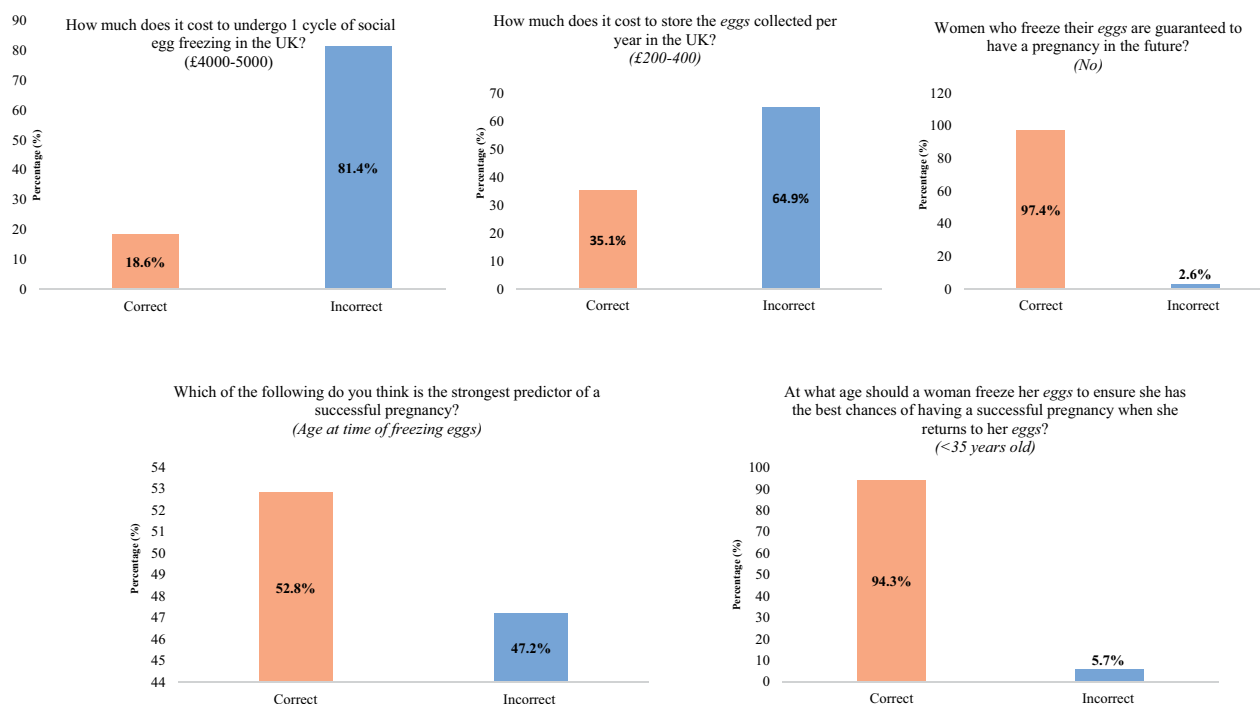 How much does it cost to undergo 1 cycle of social
egg freezing in the UK?
(£4000-5000)
90
80
70
60
50
40
30
20
10
0
Percentage (%)
18.6%
81.4%
Correct
Incorrect
How much does it cost to store the eggs collected per
year in the UK?
(£200-400)
70
60
50
40
30
20
10
0
Percentage (%)
35.1%
64.9%
Correct
Incorrect
Women who freeze their eggs are guaranteed to
have a pregnancy in the future?
(No)
120
100
80
60
40
20
0
Percentage (%)
97.4%
2.6%
Correct
Incorrect
Which of the following do you think is the strongest predictor of a
successful pregnancy?
(Age at time of freezing eggs)
54
53
52
51
50
49
48
47
46
45
44
Percentage (%)
52.8%
47.2%
Correct
Incorrect
At what age should a woman freeze her eggs to ensure she has
the best chances of having a successful pregnancy when she
returns to her eggs?
(<35 years old)
100
90
80
70
60
50
40
30
20
10
0
Percentage (%)
94.3%
5.7%
Correct
Incorrect